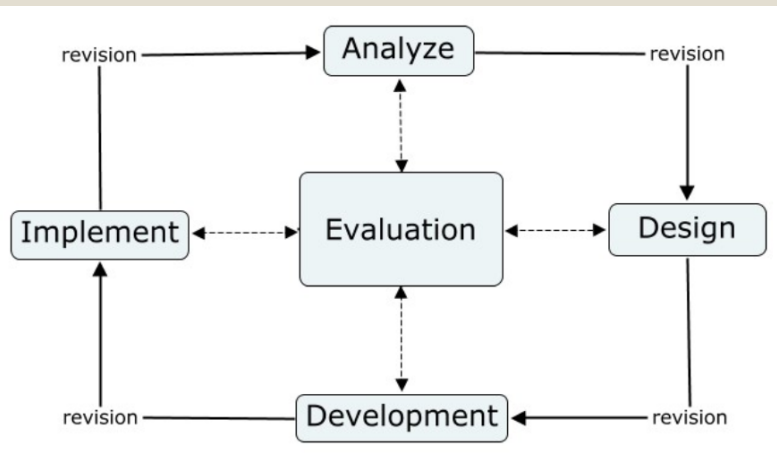 Analyze
revision
revision
Implement
Evaluation
Design
revision
Development
revision